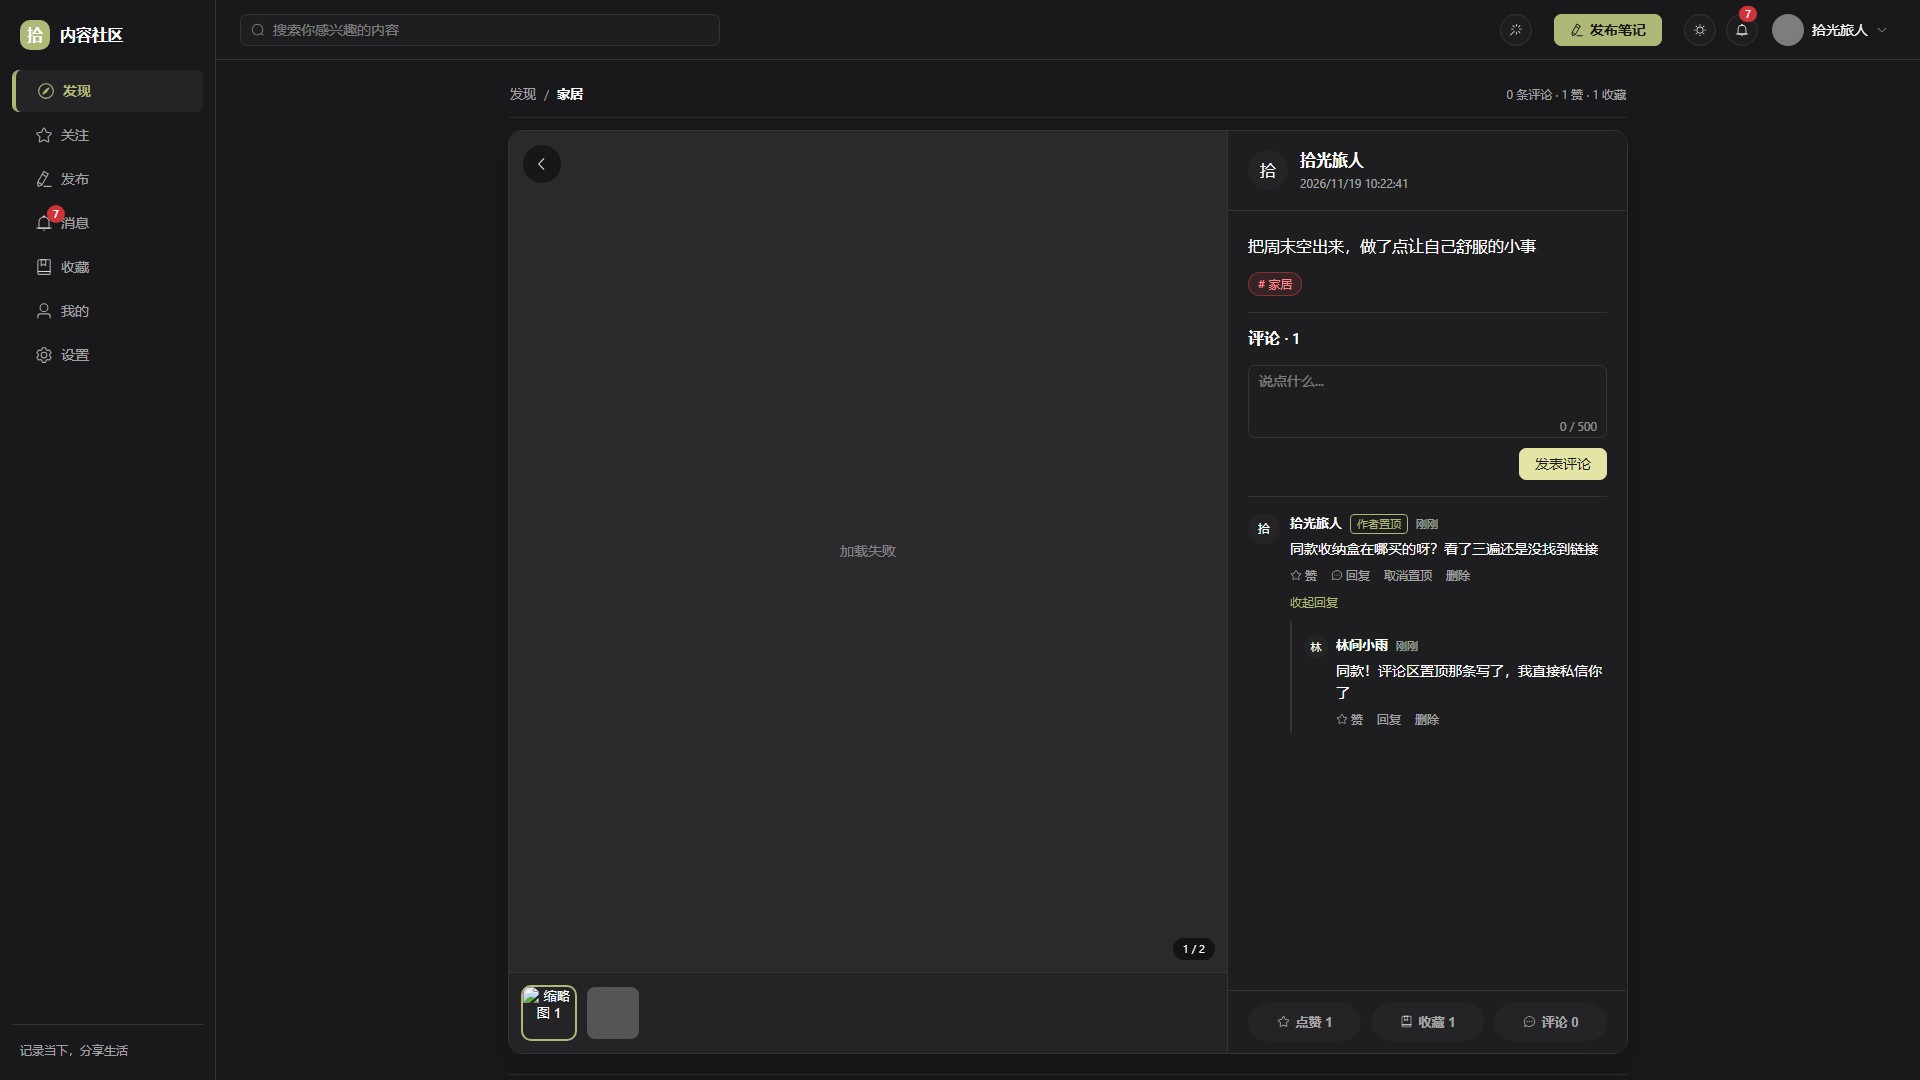 拾 内容社区
搜索你感兴趣的内容
发布笔记
7
拾光旅人
发现
关注
发布
7
消息
收藏
我的
设置
记录当下，分享生活
发现 / 家居
0 条评论 · 1 赞 · 1 收藏
加载失败
1 / 2
缩略
图 1
拾
拾光旅人
2026/11/19 10:22:41
把周末空出来，做了点让自己舒服的小事
# 家居
评论 · 1
说点什么...
0 / 500
发表评论
拾
拾光旅人 作者置顶 刚刚
同款收纳盒在哪买的呀？看了三遍还是没找到链接
赞 回复 取消置顶 删除
收起回复
林
林间小雨 刚刚
同款！评论区置顶那条写了，我直接私信你
了
赞 回复 删除
点赞 1 收藏 1 评论 0